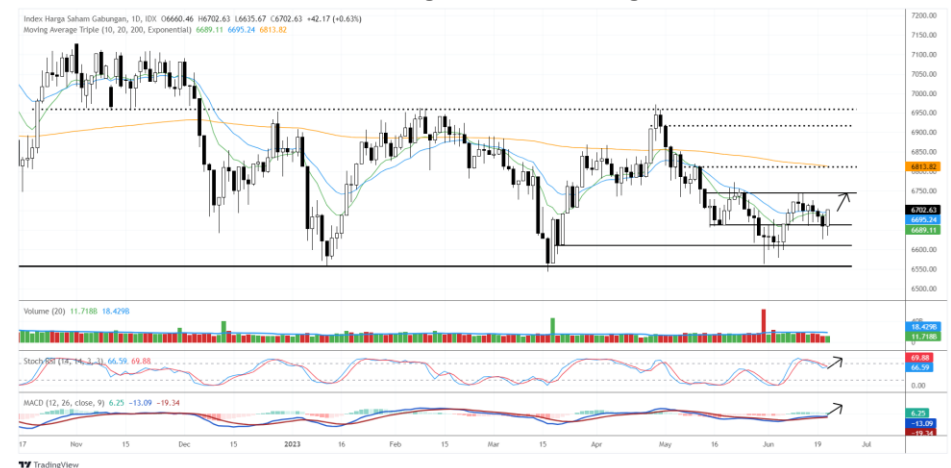 Index Harga Saham Gabungan, 1D, IDX O6660.46 H6702.63 L6635.67 C6702.63 +42.17 (+0.63%)
Moving Average Triple (10, 20, 200, Exponential) 6689.11 6695.24 6813.82
7200.00
7150.00
7100.00
7050.00
7000.00
6950.00
6900.00
6850.00
6813.82
6750.00
6702.63
6695.24
6689.11
6600.00
6550.00
6500.00
Volume (20) 11.718B 18.429B
18.429B
11.718B
0
Stoch RSI (14, 14, 3, 3) 66.59 69.88
69.88
66.59
0.00
MACD (12, 26, close, 9) 6.25 −13.09 −19.34
6.25
−13.09
−19.34
17 Nov 15 Dec 15 2023 16 Feb 15 Mar 15 Apr 15 May 16 Jun 19 Jul
TradingView